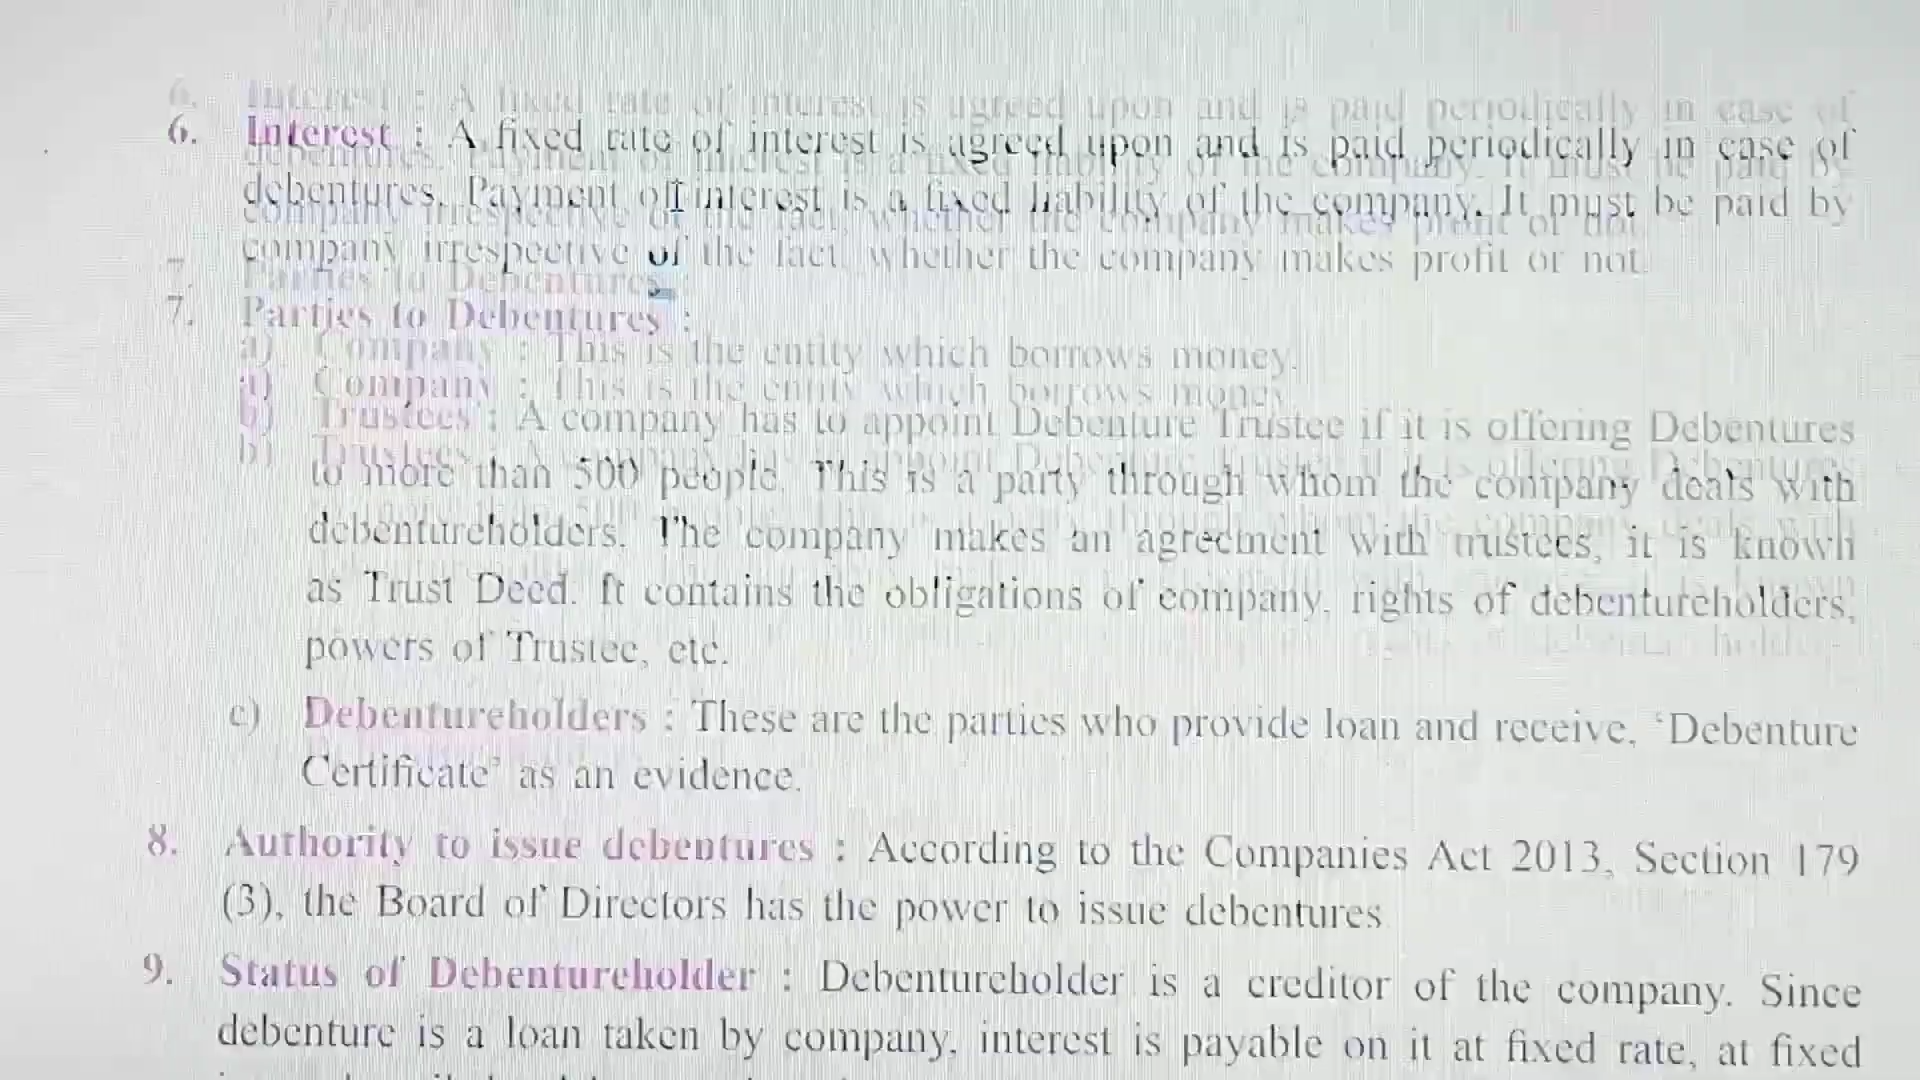 6. Interest : A fixed rate of interest is agreed upon and is paid periodically in case of
debentures. Payment of interest is a fixed liability of the company. It must be paid by
company irrespective of the fact, whether the company makes profit or not.
7. Parties to Debentures :
a) Company : This is the entity which borrows money.
b) Trustees : A company has to appoint Debenture Trustee if it is offering Debentures
to more than 500 people. This is a party through whom the company deals with
debentureholders. The company makes an agreement with trustees, it is known
as Trust Deed. It contains the obligations of company, rights of debentureholders,
powers of Trustee, etc.
c) Debentureholders : These are the parties who provide loan and receive, ‘Debenture
Certificate’ as an evidence.
8. Authority to issue debentures : According to the Companies Act 2013, Section 179
(3), the Board of Directors has the power to issue debentures.
9. Status of Debentureholder : Debentureholder is a creditor of the company. Since
debenture is a loan taken by company, interest is payable on it at fixed rate, at fixed